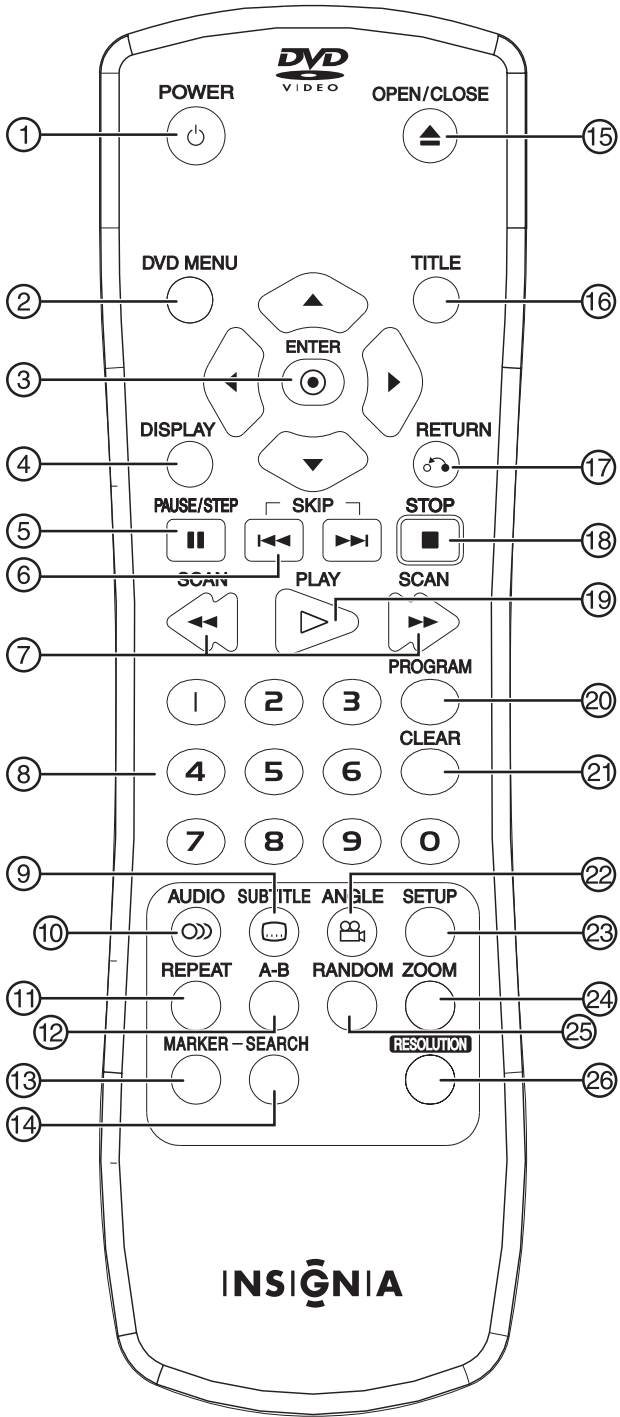 DVD
VIDEO
POWER OPEN/CLOSE
1 15
DVD MENU TITLE
2 16
ENTER
3
DISPLAY RETURN
4 17
PAUSE/STEP SKIP STOP
5 18
6
SCAN PLAY SCAN
19
7
PROGRAM
1 2 3 20
CLEAR
8 4 5 6 21
7 8 9 0
9 22
AUDIO SUBTITLE ANGLE SETUP
10 23
REPEAT A-B RANDOM ZOOM
11 24
12 25
MARKER – SEARCH RESOLUTION
13 26
14
INSIGNIA